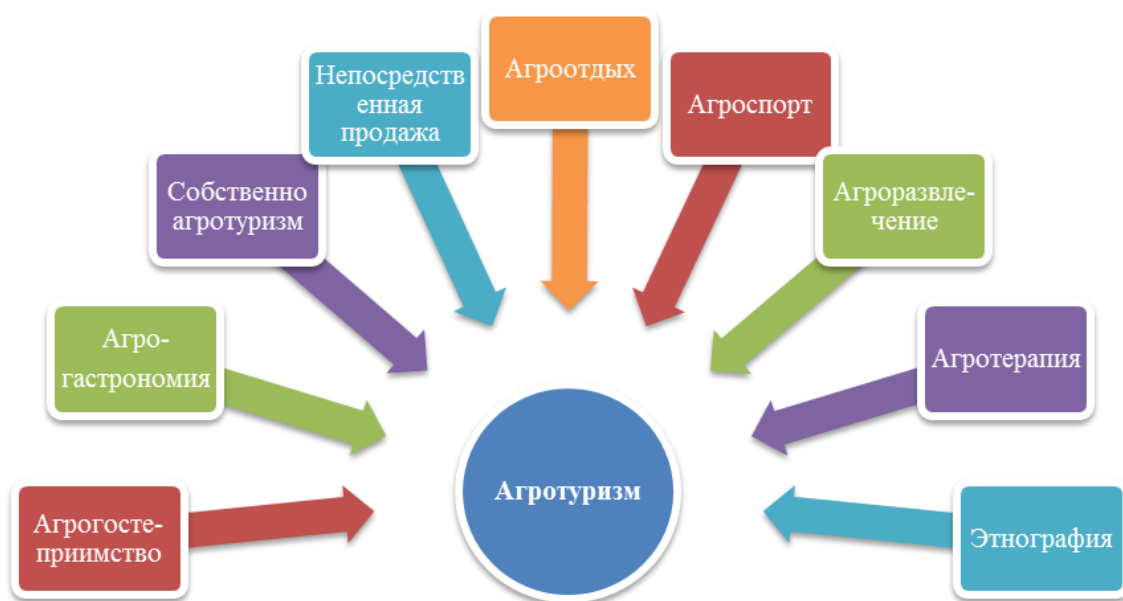 Агроотдых
Непосредств
енная
продажа
Агроспорт
Собственно
агротуризм
Агроразвле-
чение
Агро-
гастрономия
Агротерапия
Агрогосте-
приимство
Агротуризм
Этнография